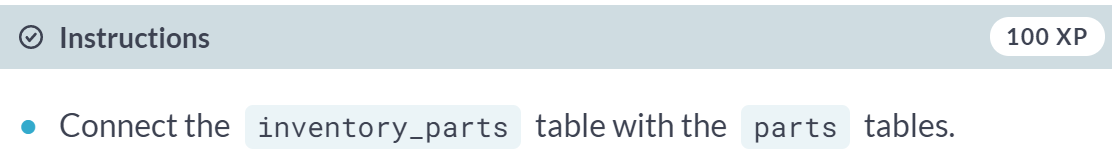 Instructions 100 XP
Connect the inventory_parts table with the parts tables.